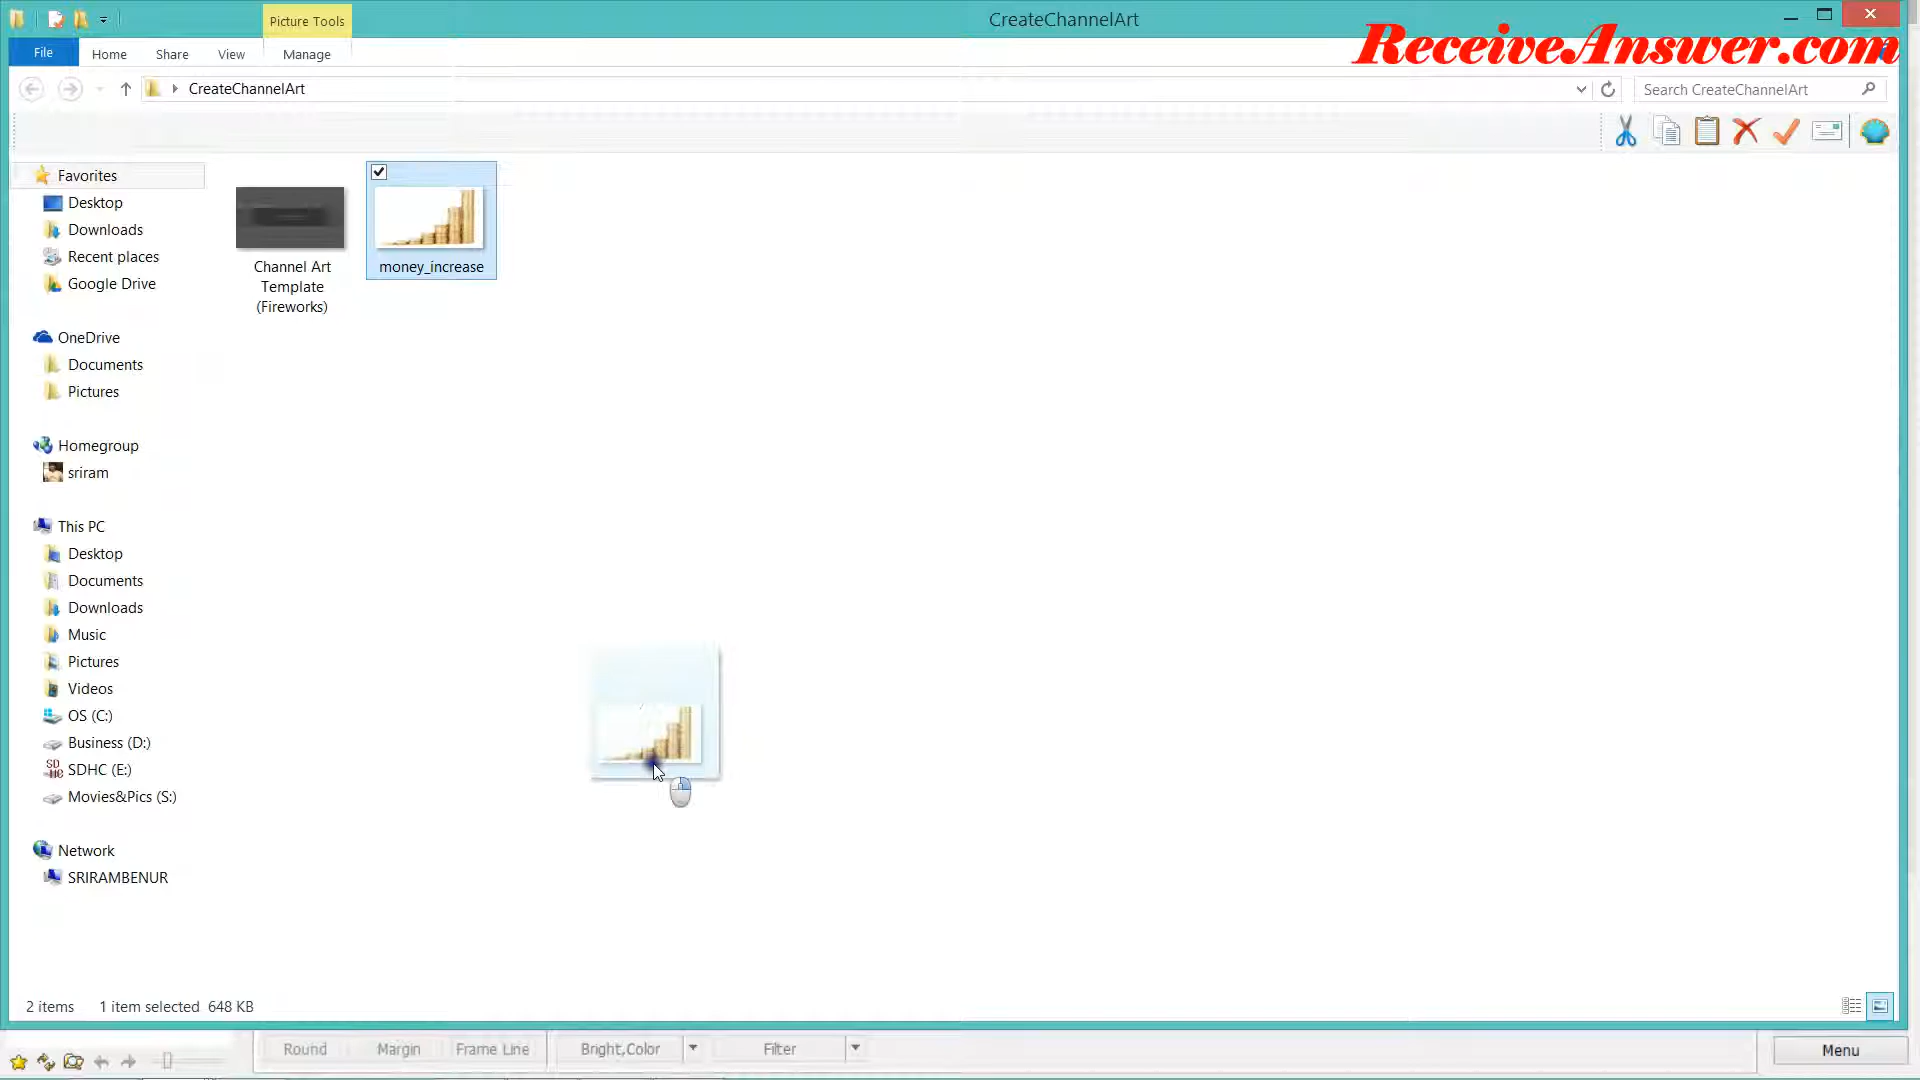 Picture Tools
CreateChannelArt
ReceiveAnswer.com
File
Home
Share
View
Manage
CreateChannelArt
Search CreateChannelArt
Favorites
Desktop
Downloads
Recent places
Google Drive
OneDrive
Documents
Pictures
Homegroup
sriram
This PC
Desktop
Documents
Downloads
Music
Pictures
Videos
OS (C:)
Business (D:)
SDHC (E:)
Movies&Pics (S:)
Network
SRIRAMBENUR
Channel Art
Template
(Fireworks)
money_increase
2 items
1 item selected 648 KB
Round
Margin
Frame Line
Bright,Color
Filter
Menu